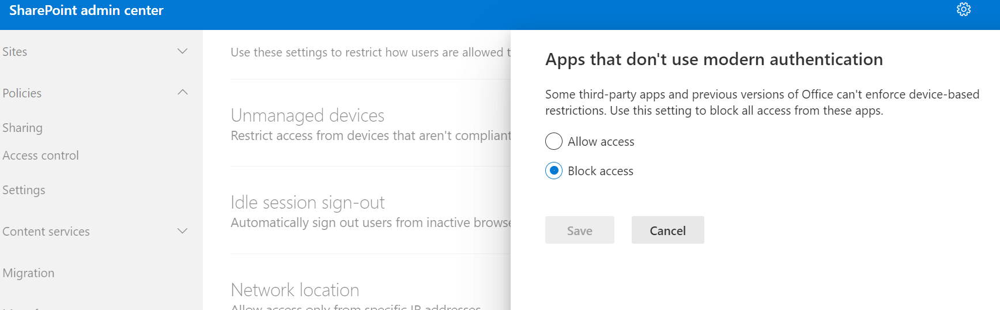 SharePoint admin center
Sites
Policies
Sharing
Access control
Settings
Content services
Migration
Use these settings to restrict how users are allowed t
Unmanaged devices
Restrict access from devices that aren't compliant
Idle session sign-out
Automatically sign out users from inactive browse
Network location
Allow access only from specific IP addresses
Apps that don't use modern authentication
Some third-party apps and previous versions of Office can't enforce device-based
restrictions. Use this setting to block all access from these apps.
Allow access
Block access
Save
Cancel